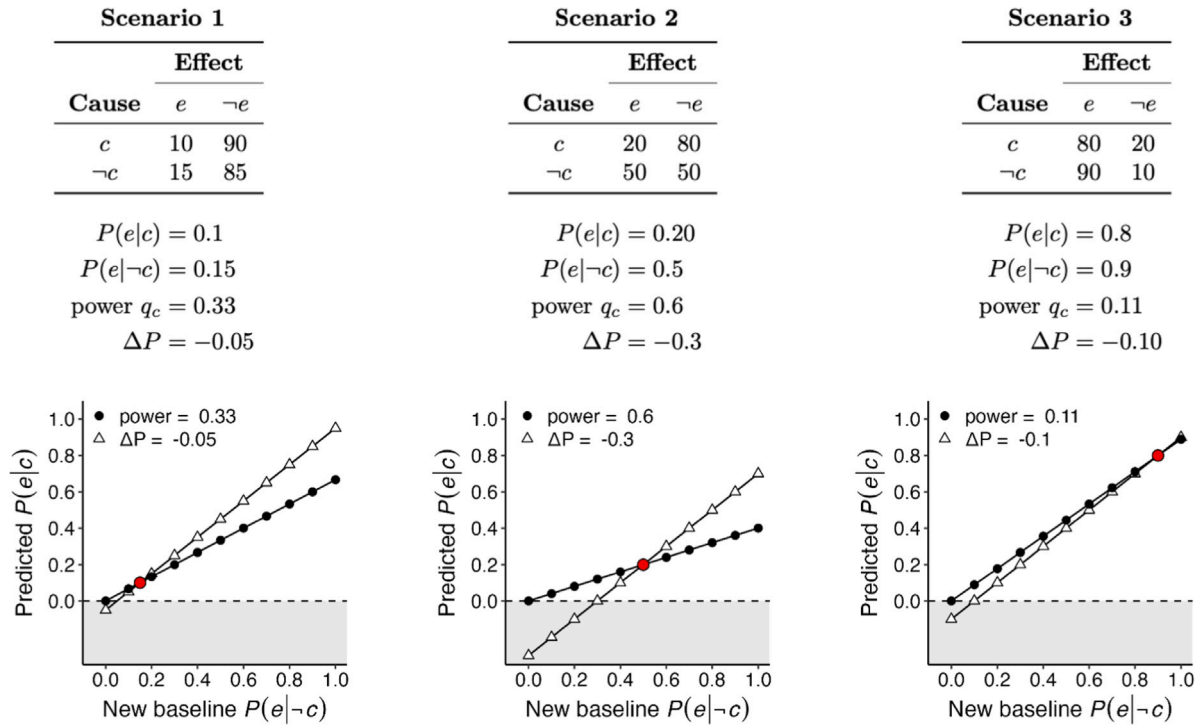 Scenario 1
Effect
Cause e ¬e
c 10 90
¬c 15 85
P(e|c) = 0.1
P(e|¬c) = 0.15
power q_c = 0.33
ΔP = −0.05
power = 0.33
ΔP = -0.05
1.0
0.8
0.6
0.4
0.2
0.0
Predicted P(e|c)
0.0 0.2 0.4 0.6 0.8 1.0
New baseline P(e|¬c)
Scenario 2
Effect
Cause e ¬e
c 20 80
¬c 50 50
P(e|c) = 0.20
P(e|¬c) = 0.5
power q_c = 0.6
ΔP = −0.3
power = 0.6
ΔP = -0.3
1.0
0.8
0.6
0.4
0.2
0.0
Predicted P(e|c)
0.0 0.2 0.4 0.6 0.8 1.0
New baseline P(e|¬c)
Scenario 3
Effect
Cause e ¬e
c 80 20
¬c 90 10
P(e|c) = 0.8
P(e|¬c) = 0.9
power q_c = 0.11
ΔP = −0.10
power = 0.11
ΔP = -0.1
1.0
0.8
0.6
0.4
0.2
0.0
Predicted P(e|c)
0.0 0.2 0.4 0.6 0.8 1.0
New baseline P(e|¬c)